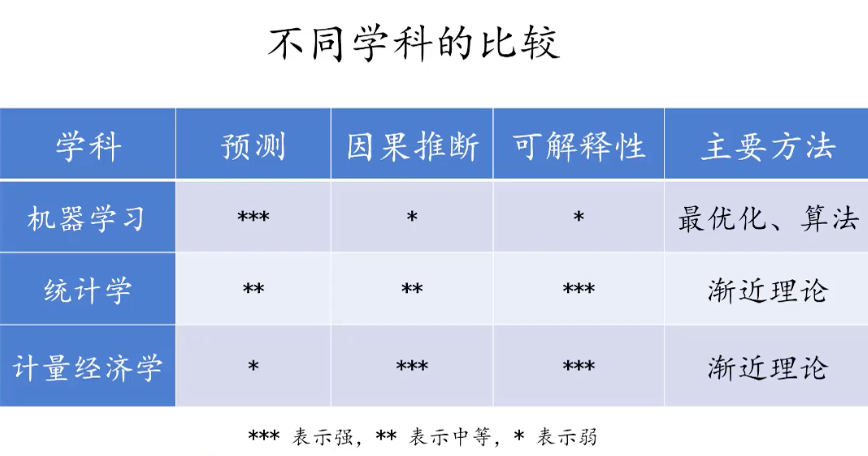 不同学科的比较
学科 预测 因果推断 可解释性 主要方法
机器学习 *** * * 最优化、算法
统计学 ** ** *** 渐近理论
计量经济学 * *** *** 渐近理论
*** 表示强，** 表示中等，* 表示弱